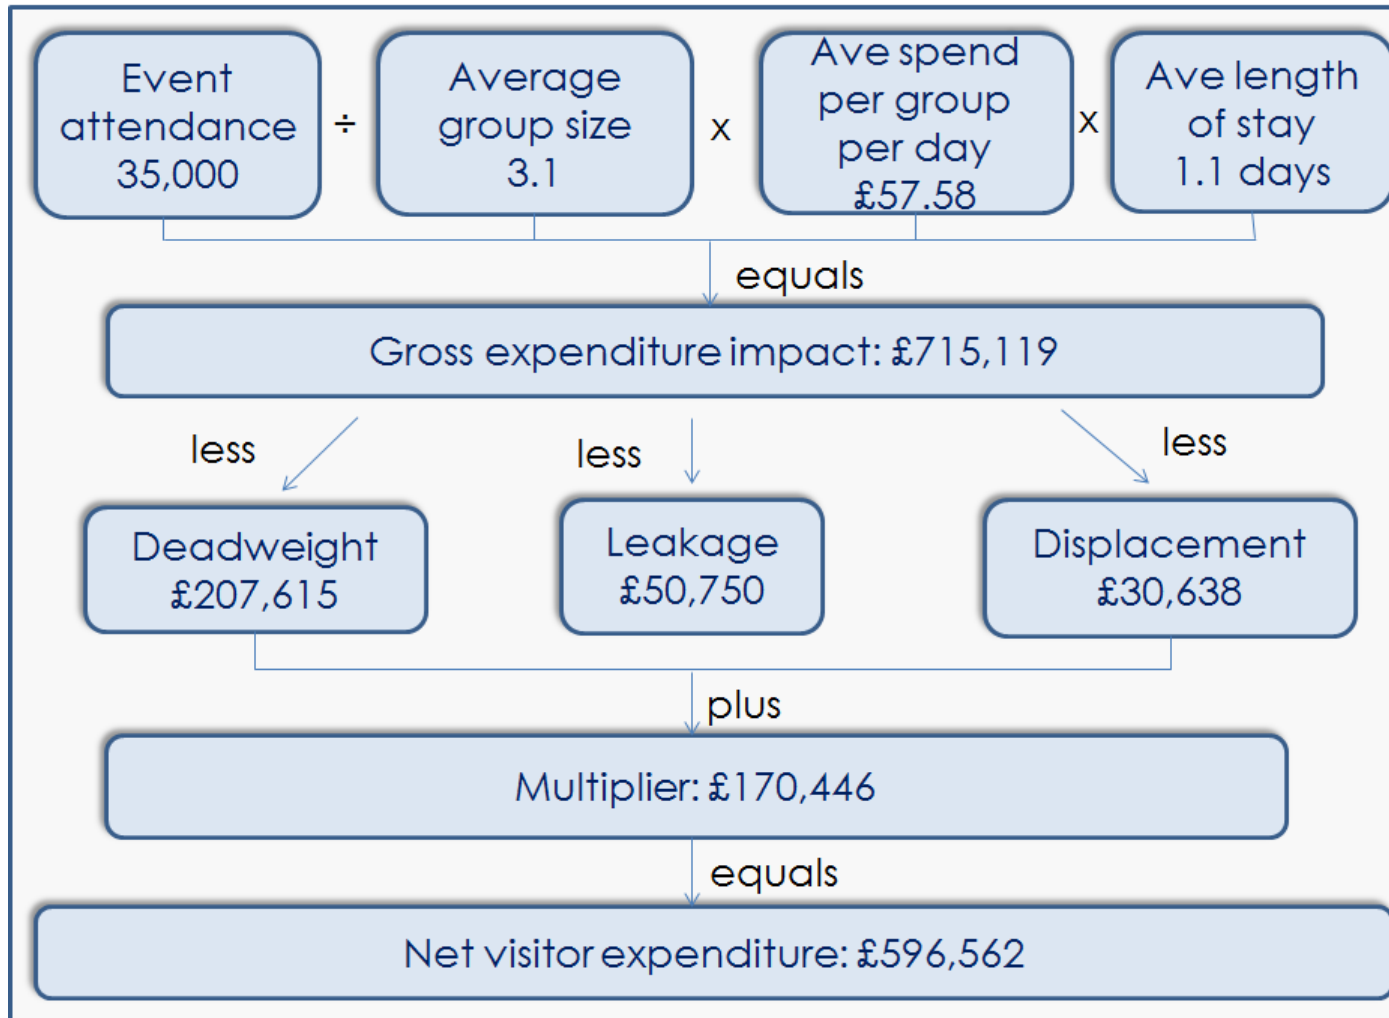 Event
attendance
35,000
÷
Average
group size
3.1
x
Ave spend
per group
per day
£57.58
x
Ave length
of stay
1.1 days
equals
Gross expenditure impact: £715,119
less
less
less
Deadweight
£207,615
Leakage
£50,750
Displacement
£30,638
plus
Multiplier: £170,446
equals
Net visitor expenditure: £596,562